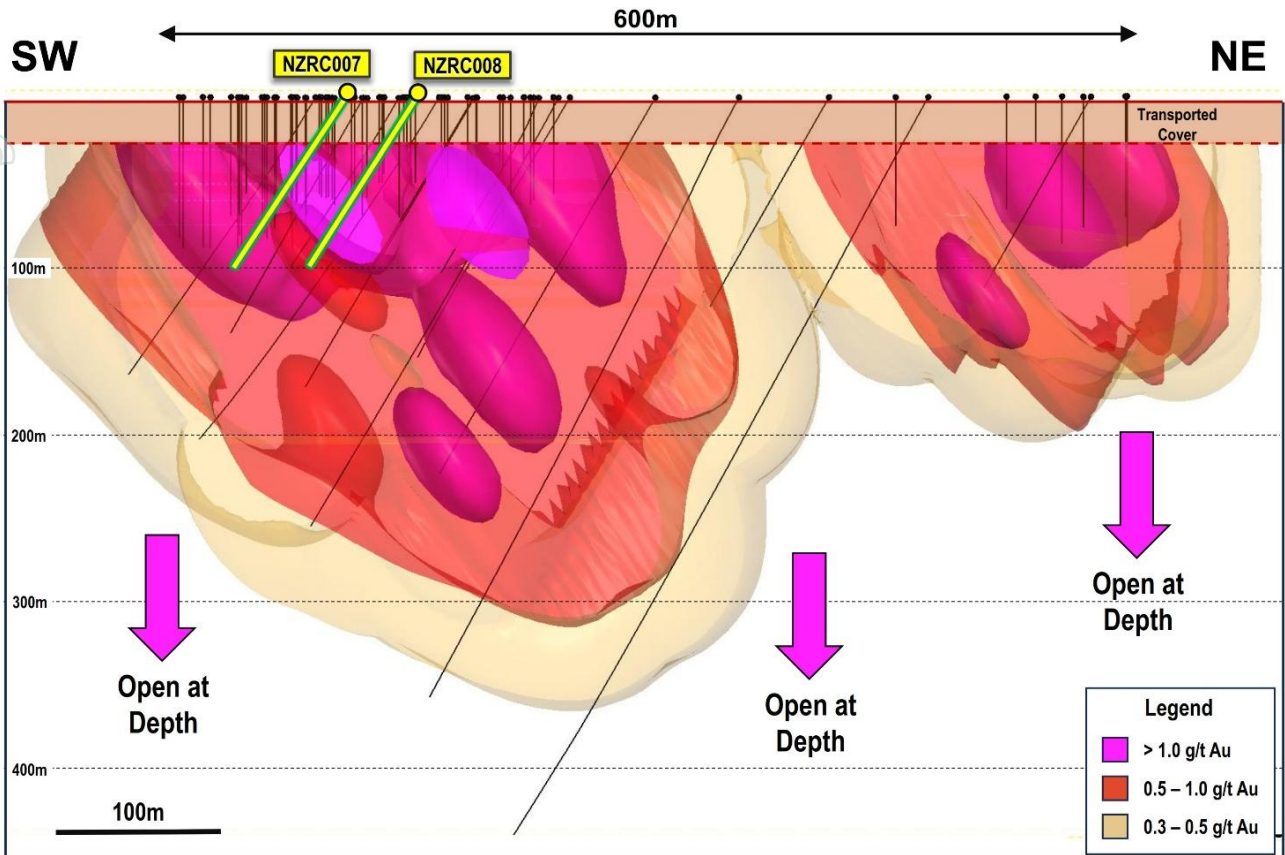 600m
SW
NE
NZRC007
NZRC008
Transported
Cover
100m
200m
300m
400m
Open at
Depth
Open at
Depth
Open at
Depth
100m
Legend
> 1.0 g/t Au
0.5 – 1.0 g/t Au
0.3 – 0.5 g/t Au